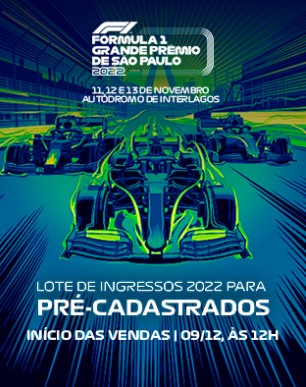 F1
FORMULA 1
GRANDE PRÊMIO
DE SÃO PAULO
2022
11, 12 E 13 DE NOVEMBRO
AUTÓDROMO DE INTERLAGOS
LOTE DE INGRESSOS 2022 PARA
PRÉ-CADASTRADOS
INÍCIO DAS VENDAS | 09/12, ÀS 12H